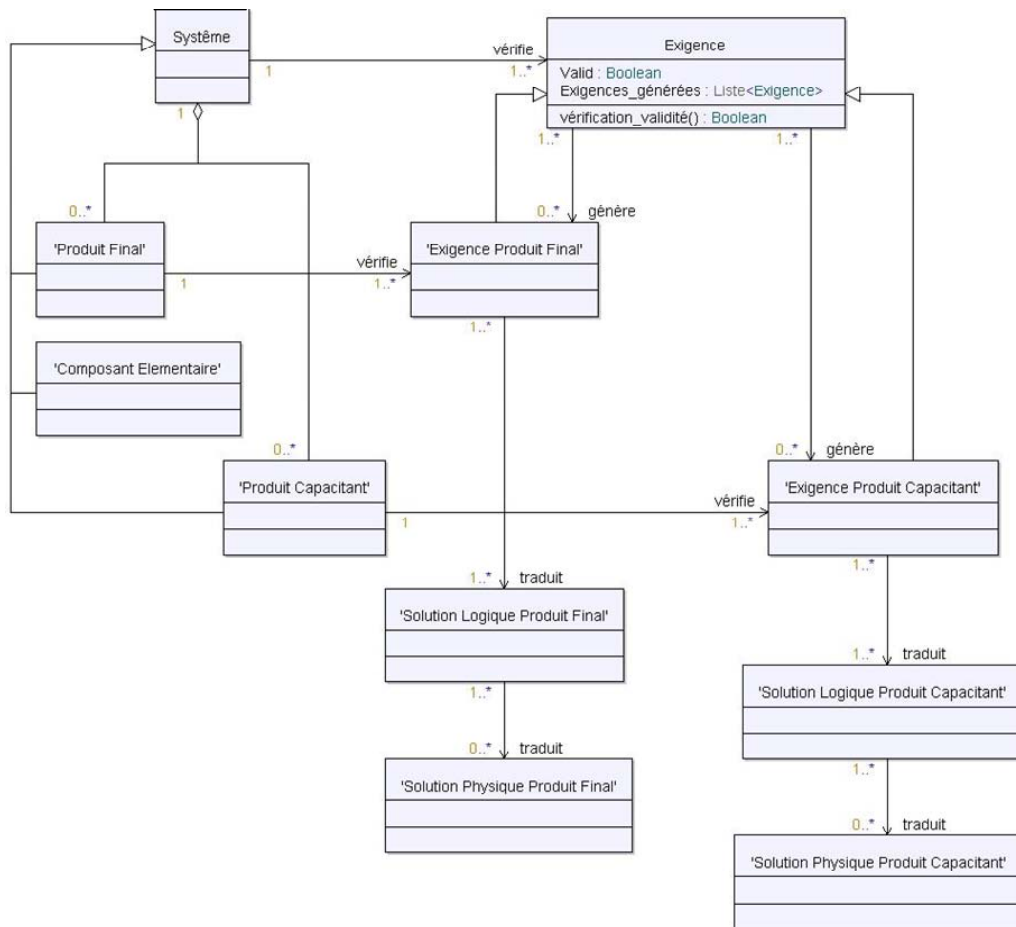 Système
Exigence
vérifie
1
1..*
Valid : Boolean
Exigences_générées : Liste<Exigence>
vérification_validité() : Boolean
1
1..*
1..*
0..*
0..*
génère
'Produit Final'
'Exigence Produit Final'
vérifie
1
1..*
1..*
'Composant Elementaire'
0..*
0..*
génère
'Produit Capacitant'
'Exigence Produit Capacitant'
vérifie
1
1..*
1..*
1..*
traduit
'Solution Logique Produit Final'
1..*
traduit
1..*
'Solution Logique Produit Capacitant'
0..*
traduit
1..*
'Solution Physique Produit Final'
0..*
traduit
'Solution Physique Produit Capacitant'